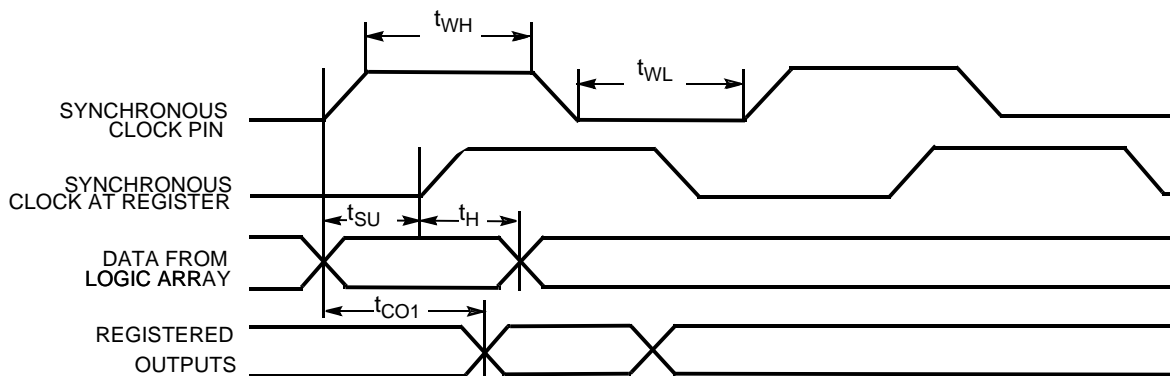 tWH
tWL
SYNCHRONOUS
CLOCK PIN
SYNCHRONOUS
CLOCK AT REGISTER
tSU
tH
DATA FROM
LOGIC ARRAY
tCO1
REGISTERED
OUTPUTS